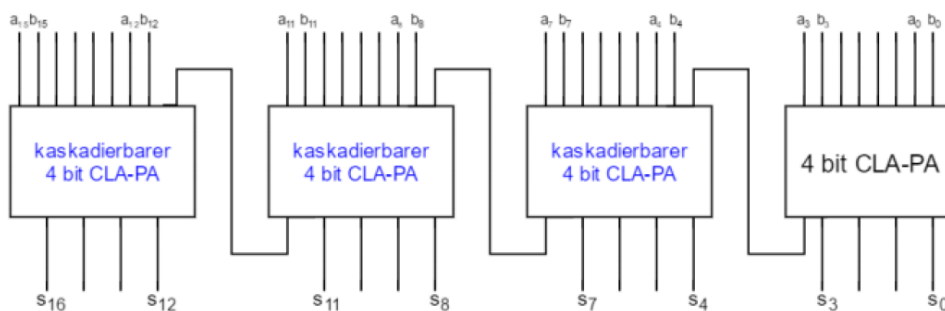 a₁₅b₁₅ a₁₂b₁₂ a₁₁ b₁₁ a₈ b₈ a₇ b₇ a₄ b₄ a₃ b₃ a₀ b₀
kaskadierbarer kaskadierbarer kaskadierbarer
4 bit CLA-PA 4 bit CLA-PA 4 bit CLA-PA 4 bit CLA-PA
s₁₆ s₁₂ s₁₁ s₈ s₇ s₄ s₃ s₀